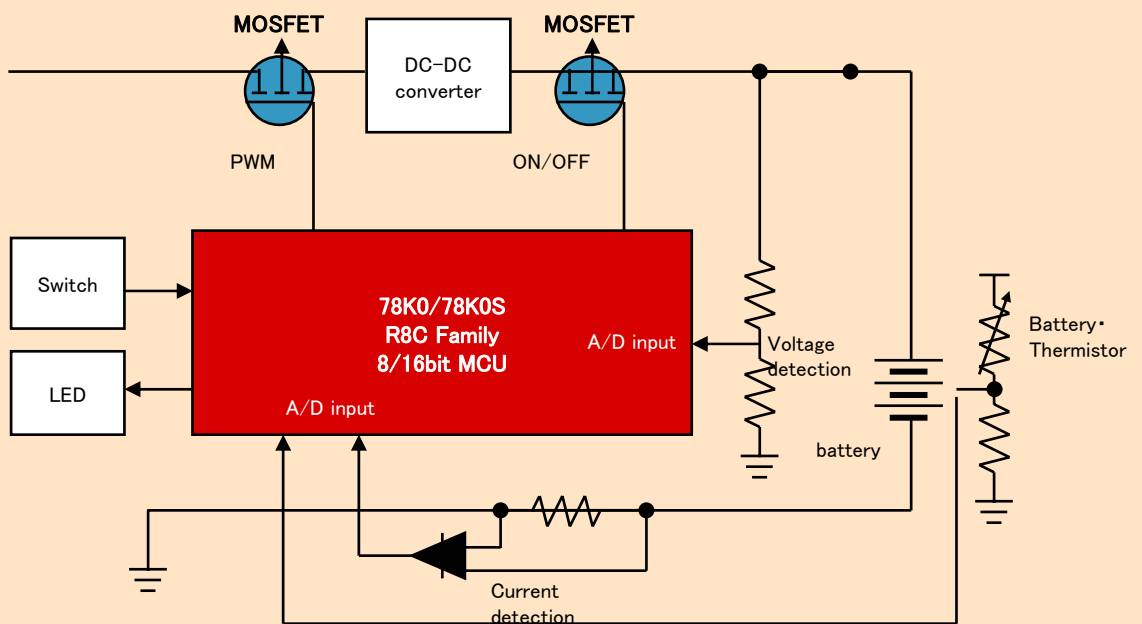 MOSFET
MOSFET
DC-DC
converter
PWM
ON/OFF
Switch
LED
78K0/78K0S
R8C Family
8/16bit MCU
A/D input
A/D input
Voltage
detection
Battery・
Thermistor
battery
Current
detection